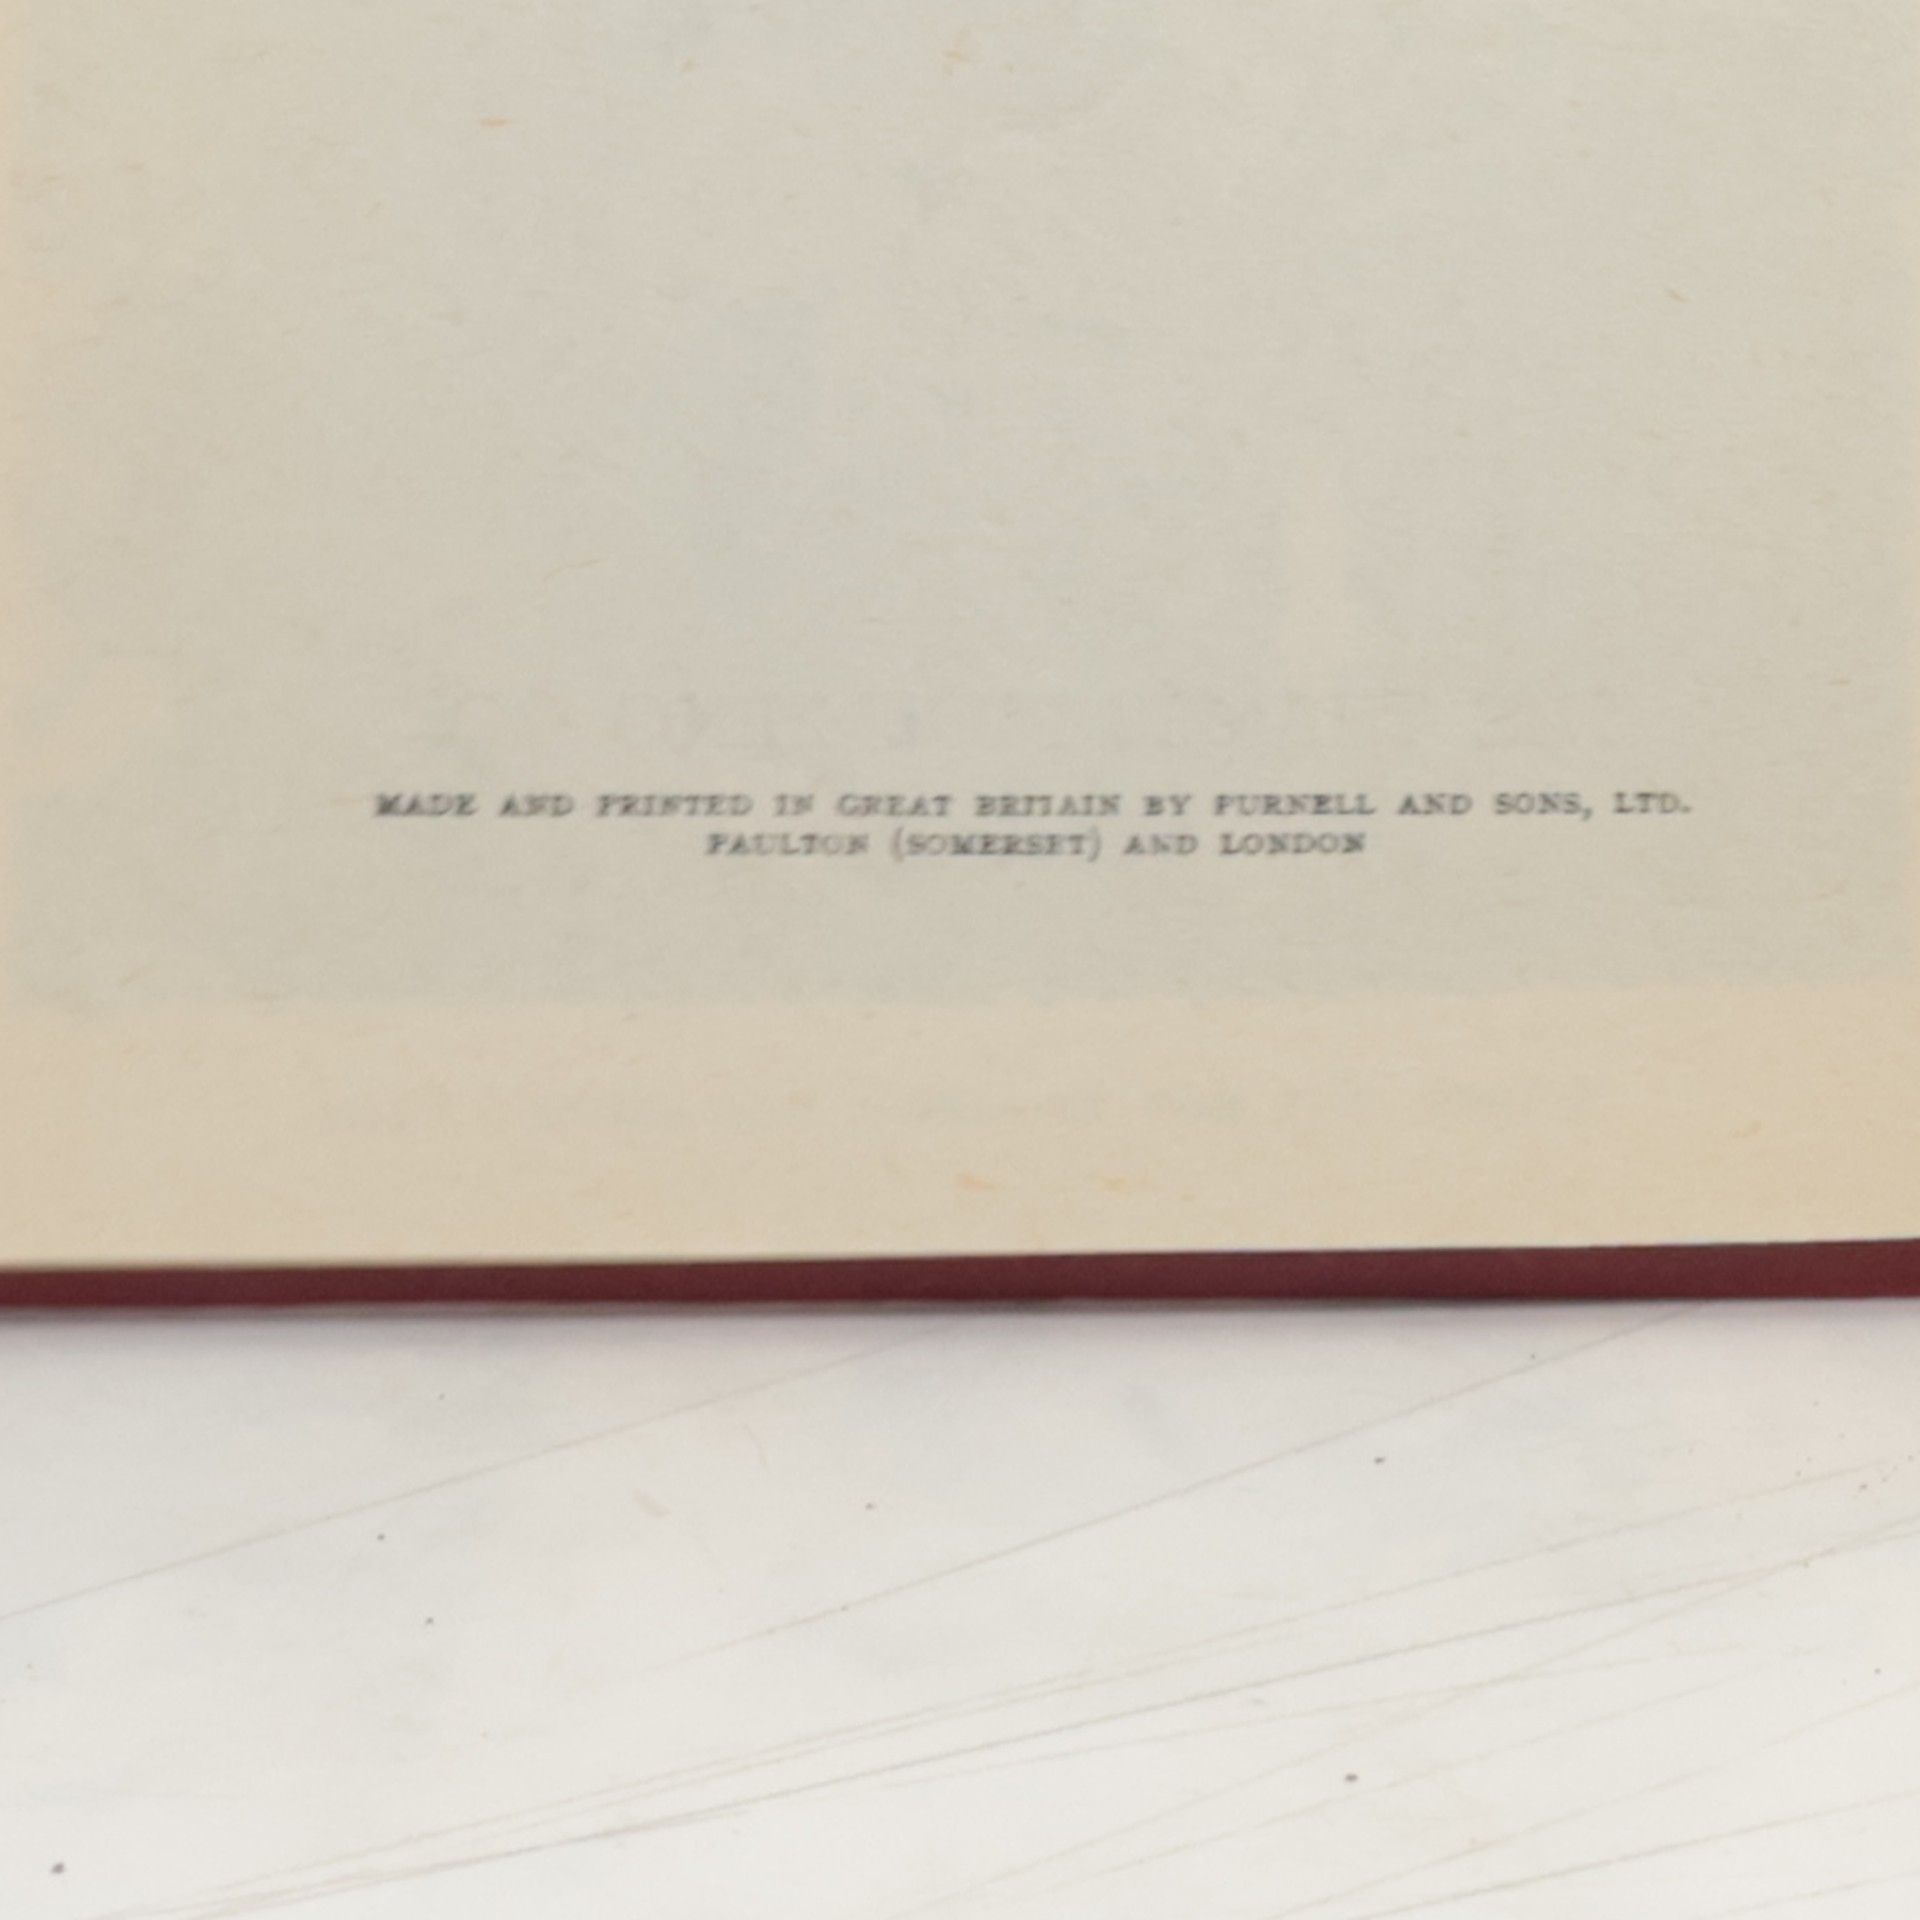 MADE AND PRINTED IN GREAT BRITAIN BY PURNELL AND SONS, LTD.
PAULTON (SOMERSET) AND LONDON